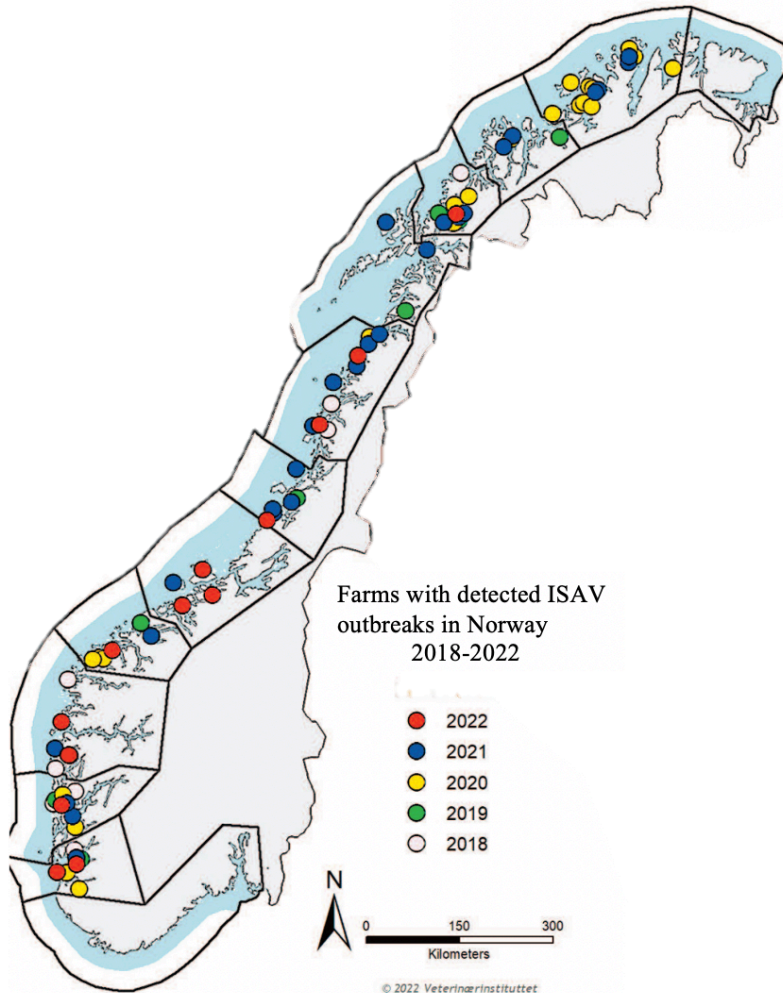 Farms with detected ISAV
outbreaks in Norway
2018-2022
2022
2021
2020
2019
2018
N
0 150 300
Kilometers
© 2022 Veterinærinstituttet